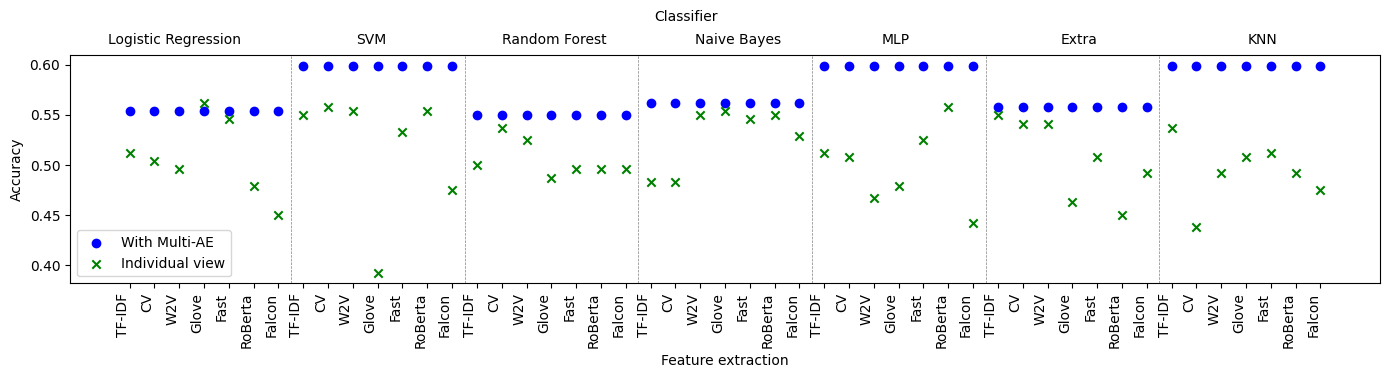 Classifier
Logistic Regression SVM Random Forest Naive Bayes MLP Extra KNN
0.60
0.55
0.50
0.45
0.40
Accuracy
With Multi-AE
Individual view
TF-IDF CV W2V Glove Fast RoBerta Falcon TF-IDF CV W2V Glove Fast RoBerta Falcon TF-IDF CV W2V Glove Fast RoBerta Falcon TF-IDF CV W2V Glove Fast RoBerta Falcon TF-IDF CV W2V Glove Fast RoBerta Falcon TF-IDF CV W2V Glove Fast RoBerta Falcon TF-IDF CV W2V Glove Fast RoBerta Falcon
Feature extraction